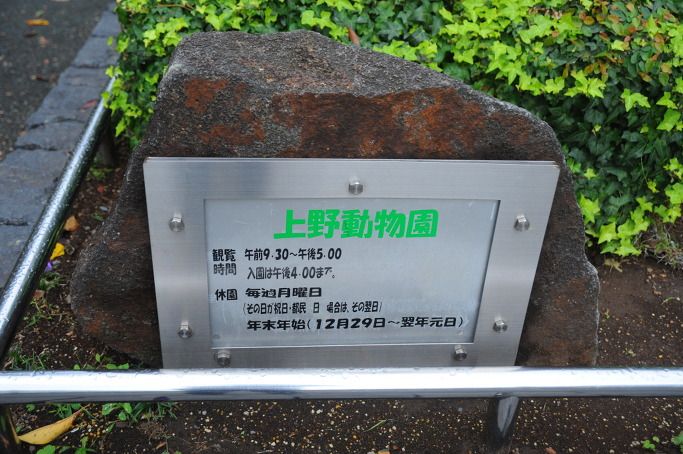 上野動物園
観覧 午前9.30～午後5.00
時間 入園は午後4.00まで。
休園 毎週月曜日
(その日が祝日・都民 日 場合は、その翌日)
年末年始(12月29日～翌年元日)